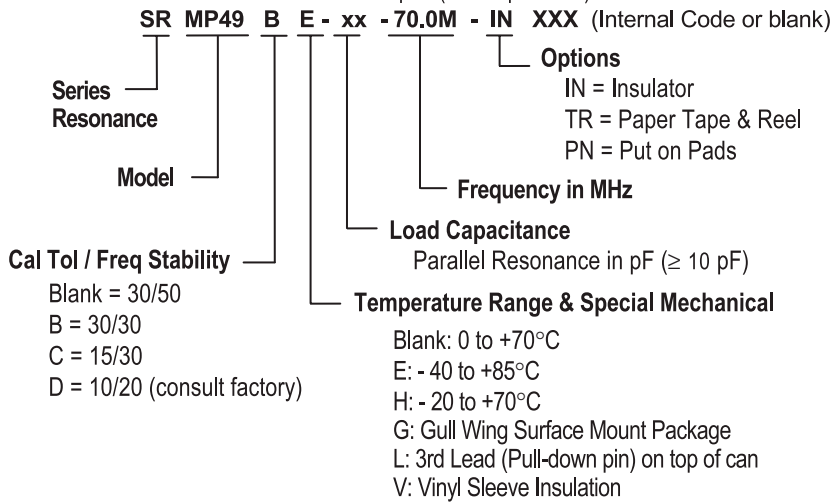 SR MP49 B E - xx - 70.0M - IN XXX (Internal Code or blank)
Options
IN = Insulator
TR = Paper Tape & Reel
PN = Put on Pads
Series
Resonance
Model
Frequency in MHz
Load Capacitance
Parallel Resonance in pF (≥ 10 pF)
Cal Tol / Freq Stability
Blank = 30/50
B = 30/30
C = 15/30
D = 10/20 (consult factory)
Temperature Range & Special Mechanical
Blank: 0 to +70°C
E: - 40 to +85°C
H: - 20 to +70°C
G: Gull Wing Surface Mount Package
L: 3rd Lead (Pull-down pin) on top of can
V: Vinyl Sleeve Insulation